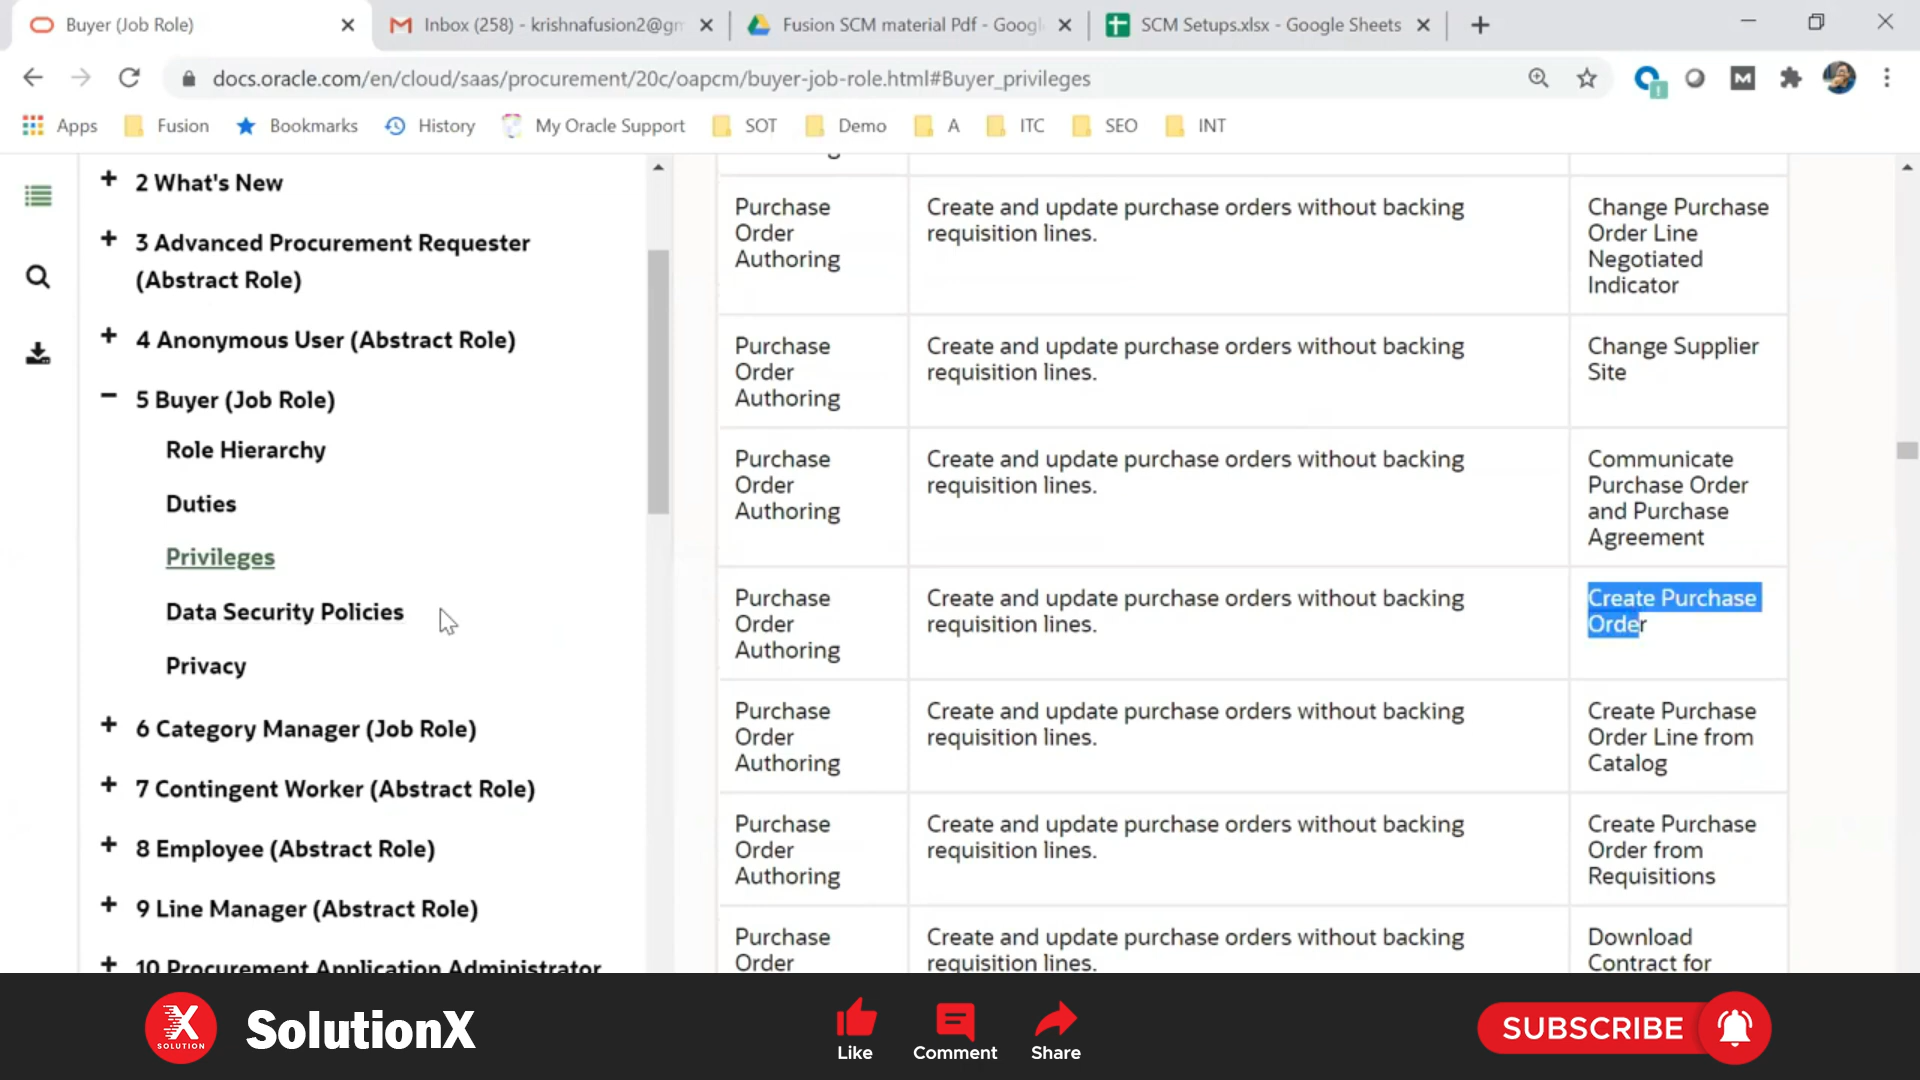 Buyer (Job Role)
Inbox (258) - krishnafusion2@gm
Fusion SCM material Pdf - Googl
SCM Setups.xlsx - Google Sheets
docs.oracle.com/en/cloud/saas/procurement/20c/oapcm/buyer-job-role.html#Buyer_privileges
Apps
Fusion
Bookmarks
History
My Oracle Support
SOT
Demo
A
ITC
SEO
INT
2 What's New
3 Advanced Procurement Requester
(Abstract Role)
4 Anonymous User (Abstract Role)
5 Buyer (Job Role)
Role Hierarchy
Duties
Privileges
Data Security Policies
Privacy
6 Category Manager (Job Role)
7 Contingent Worker (Abstract Role)
8 Employee (Abstract Role)
9 Line Manager (Abstract Role)
10 Procurement Application Administrator
Purchase
Order
Authoring
Create and update purchase orders without backing
requisition lines.
Change Purchase
Order Line
Negotiated
Indicator
Purchase
Order
Authoring
Create and update purchase orders without backing
requisition lines.
Change Supplier
Site
Purchase
Order
Authoring
Create and update purchase orders without backing
requisition lines.
Communicate
Purchase Order
and Purchase
Agreement
Purchase
Order
Authoring
Create and update purchase orders without backing
requisition lines.
Create Purchase
Order
Purchase
Order
Authoring
Create and update purchase orders without backing
requisition lines.
Create Purchase
Order Line from
Catalog
Purchase
Order
Authoring
Create and update purchase orders without backing
requisition lines.
Create Purchase
Order from
Requisitions
Purchase
Order
Create and update purchase orders without backing
requisition lines.
Download
Contract for
X
SOLUTION
SolutionX
Like
Comment
Share
SUBSCRIBE